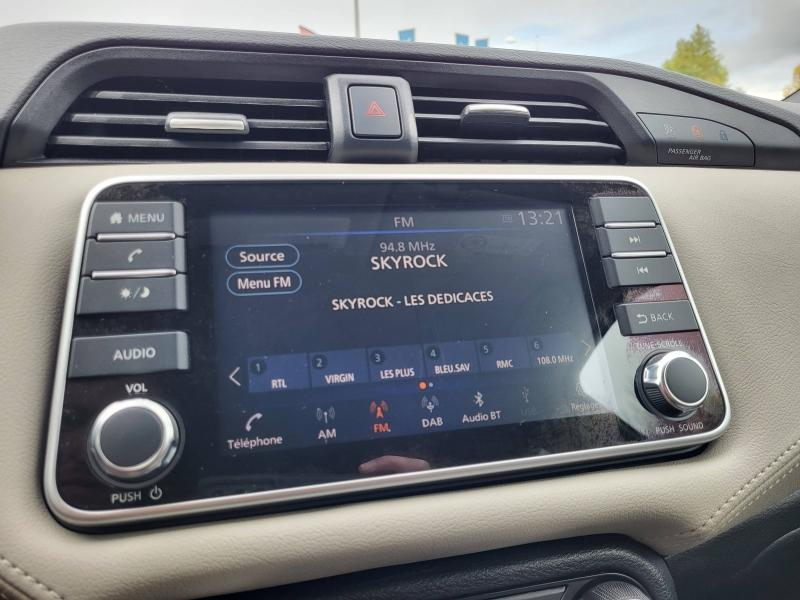 PASSENGER
AIR BAG
MENU
AUDIO
VOL
PUSH
FM
13:21
94.8 MHz
SKYROCK
Source
Menu FM
SKYROCK - LES DEDICACES
1 RTL
2 VIRGIN
3 LES PLUS
4 BLEU.SAV
5 RMC
6 108.0 MHz
Téléphone
AM
FM
DAB
Audio BT
USB
Réglages
BACK
TUNE·SCROLL
PUSH SOUND